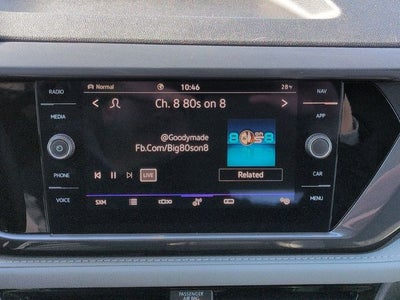 RADIO
MEDIA
PHONE
VOICE
Normal
10:46
28°F
Ch. 8 80s on 8
@Goodymade
Fb.Com/Big80son8
8
8
LIVE
Related
SXM
NAV
APP
CAR
MENU
PASSENGER
AIR BAG